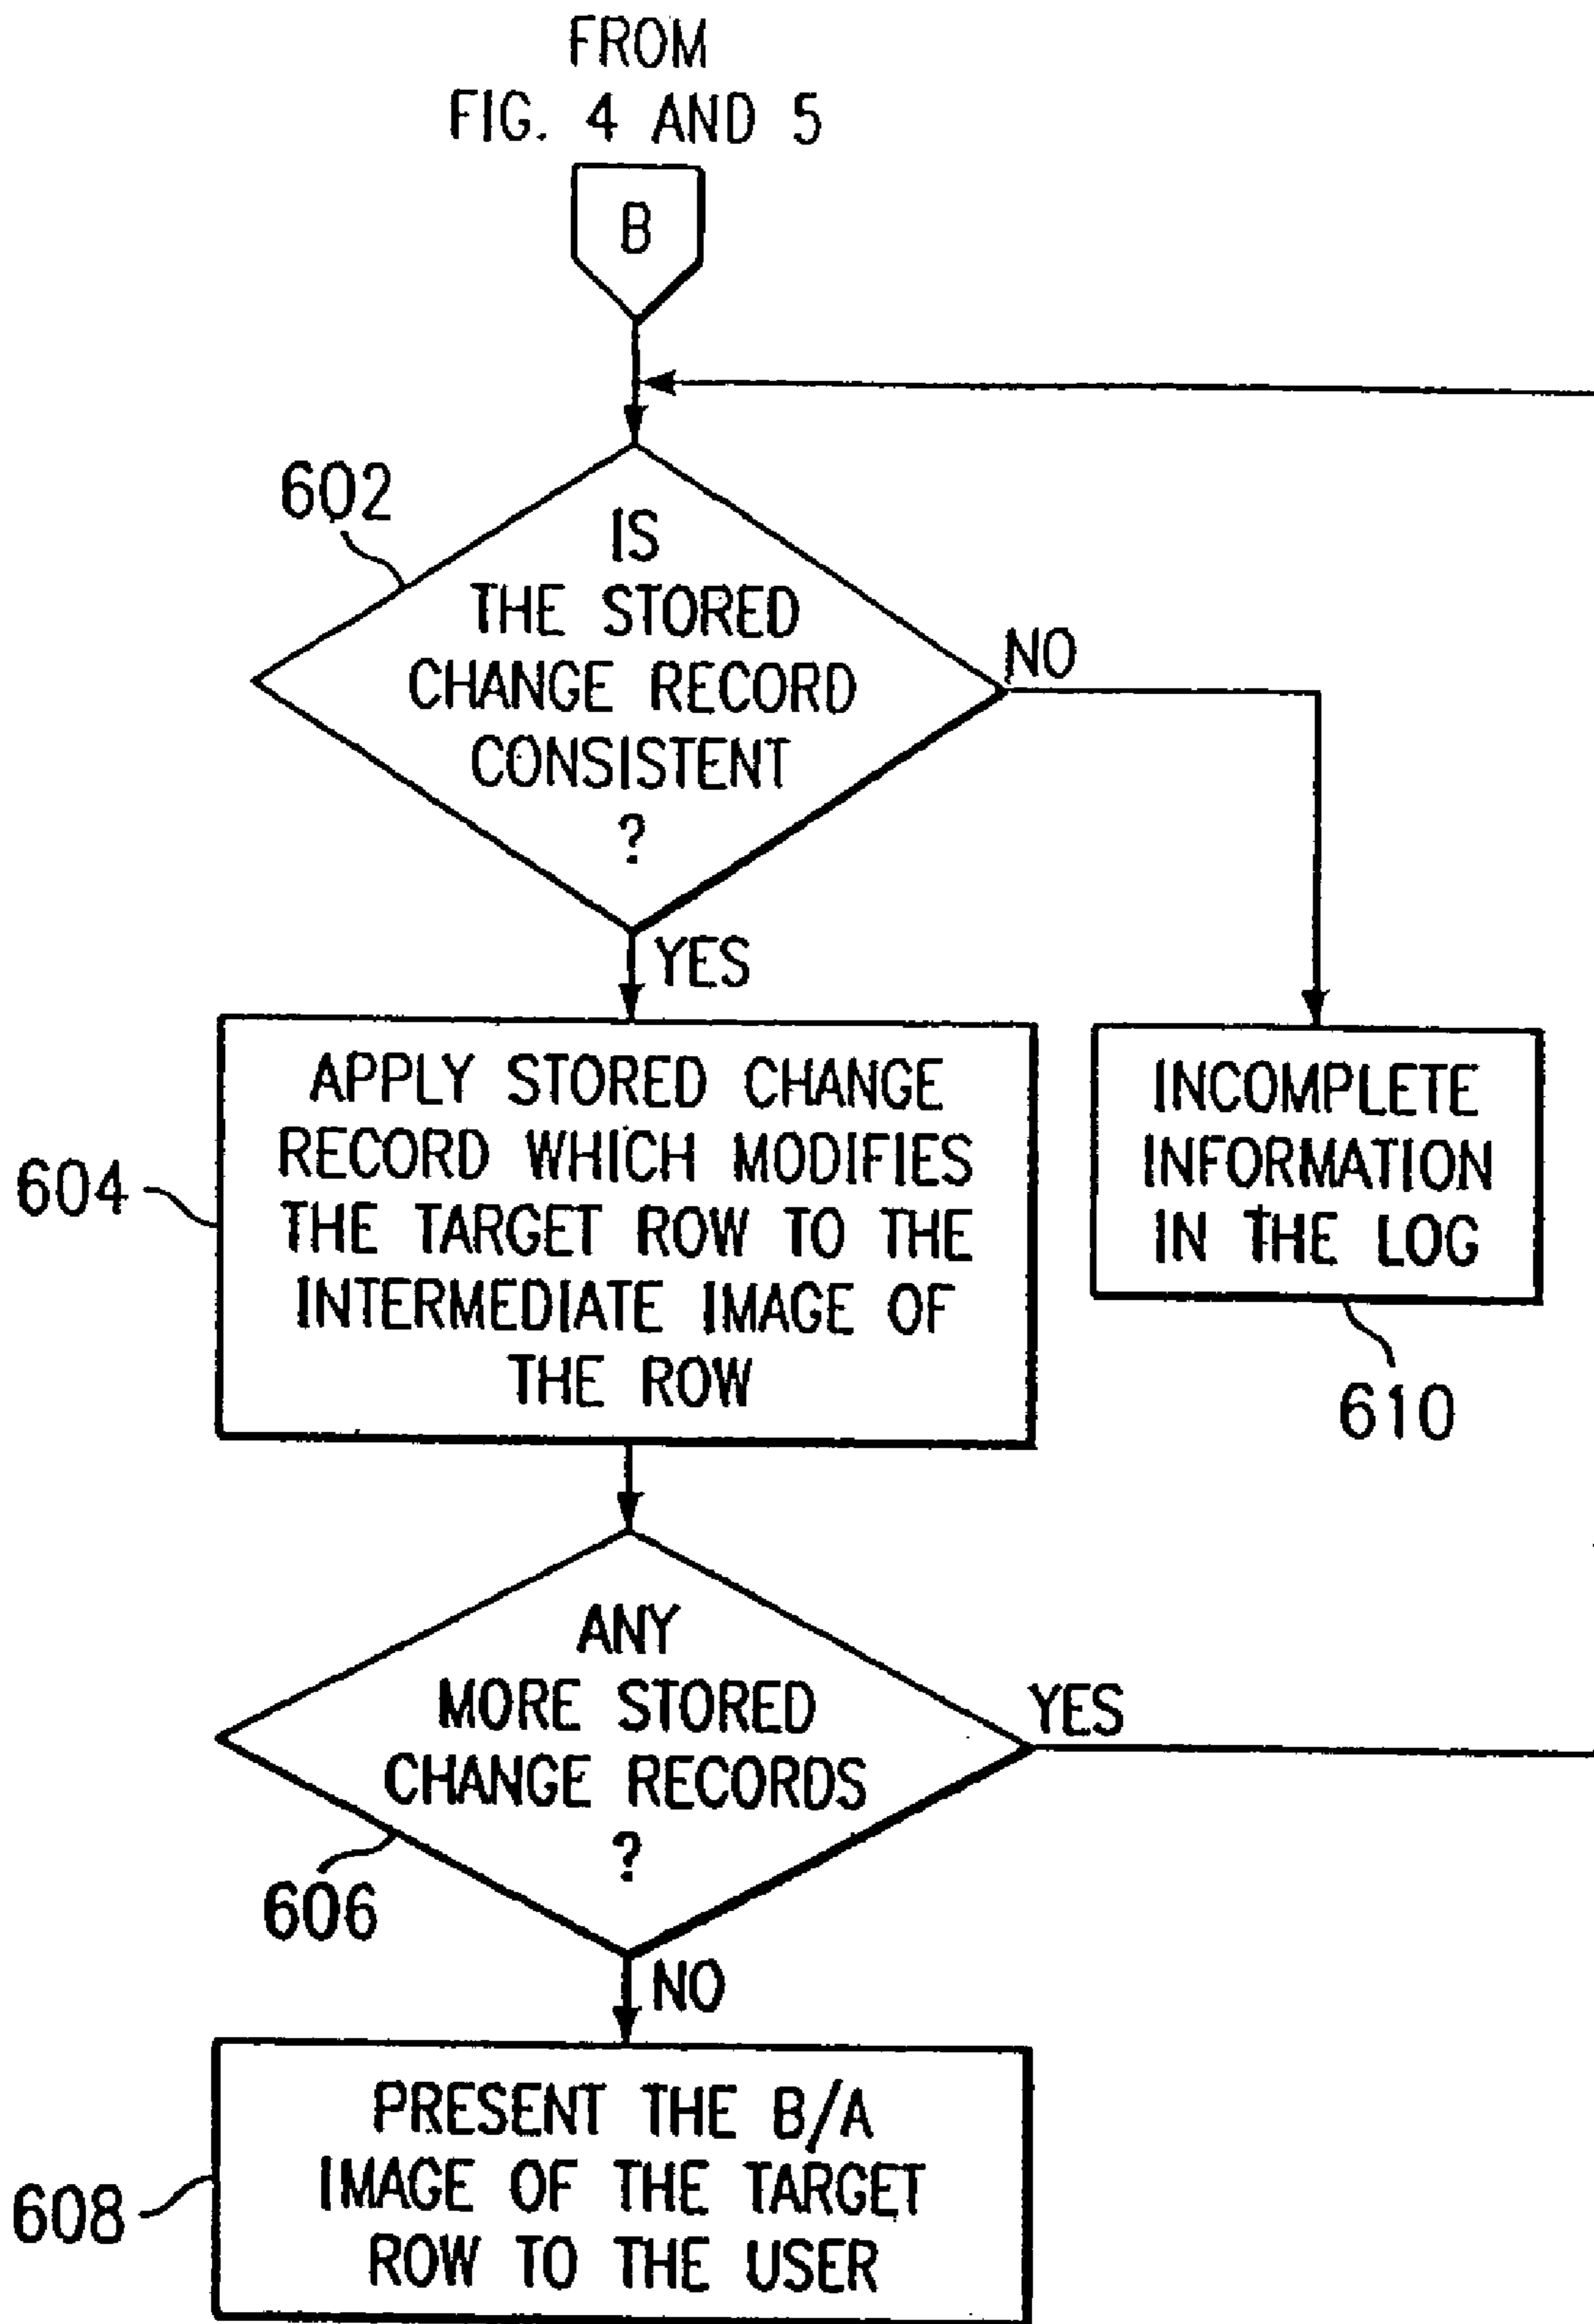 FROM
FIG. 4 AND 5
B
602
IS
THE STORED
CHANGE RECORD
CONSISTENT
?
NO
YES
604
APPLY STORED CHANGE
RECORD WHICH MODIFIES
THE TARGET ROW TO THE
INTERMEDIATE IMAGE OF
THE ROW
INCOMPLETE
INFORMATION
IN THE LOG
610
ANY
MORE STORED
CHANGE RECORDS
?
YES
606
NO
608
PRESENT THE B/A
IMAGE OF THE TARGET
ROW TO THE USER